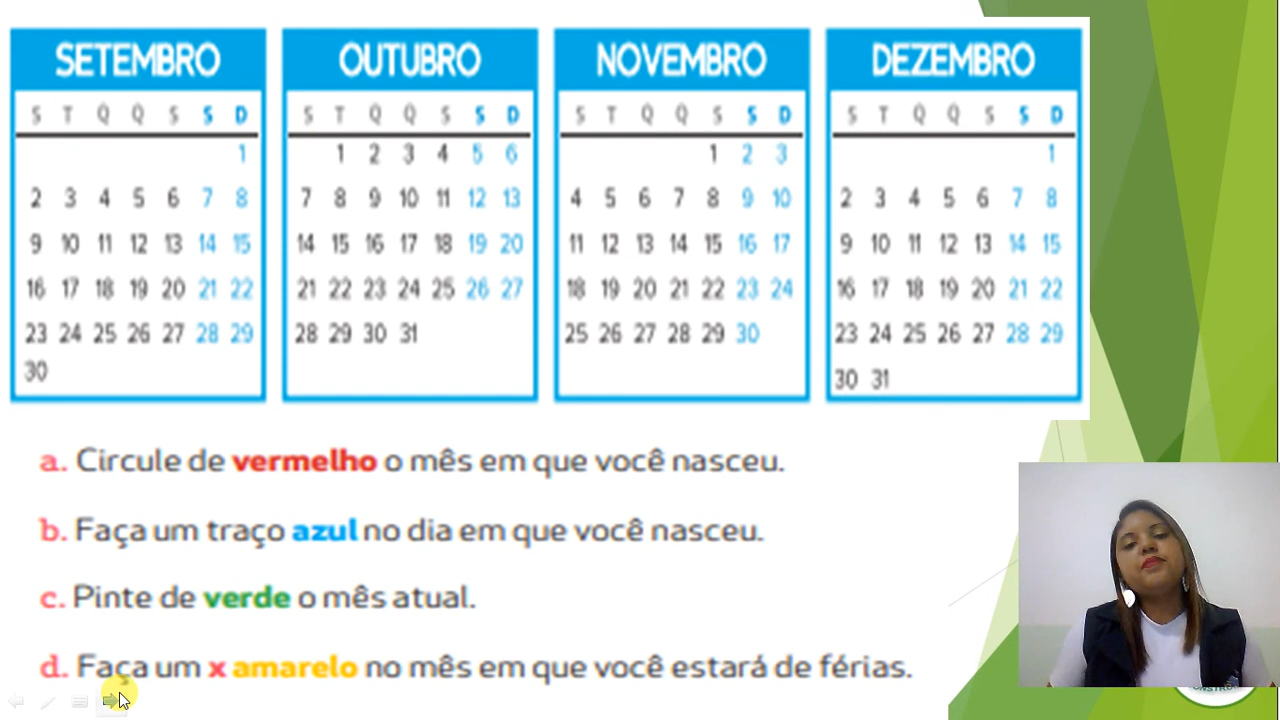 SETEMBRO
S T Q Q S S D
1
2 3 4 5 6 7 8
9 10 11 12 13 14 15
16 17 18 19 20 21 22
23 24 25 26 27 28 29
30
OUTUBRO
S T Q Q S S D
1 2 3 4 5 6
7 8 9 10 11 12 13
14 15 16 17 18 19 20
21 22 23 24 25 26 27
28 29 30 31
NOVEMBRO
S T Q Q S S D
1 2 3
4 5 6 7 8 9 10
11 12 13 14 15 16 17
18 19 20 21 22 23 24
25 26 27 28 29 30
DEZEMBRO
S T Q Q S S D
1
2 3 4 5 6 7 8
9 10 11 12 13 14 15
16 17 18 19 20 21 22
23 24 25 26 27 28 29
30 31
a. Circule de vermelho o mês em que você nasceu.
b. Faça um traço azul no dia em que você nasceu.
c. Pinte de verde o mês atual.
d. Faça um x amarelo no mês em que você estará de férias.